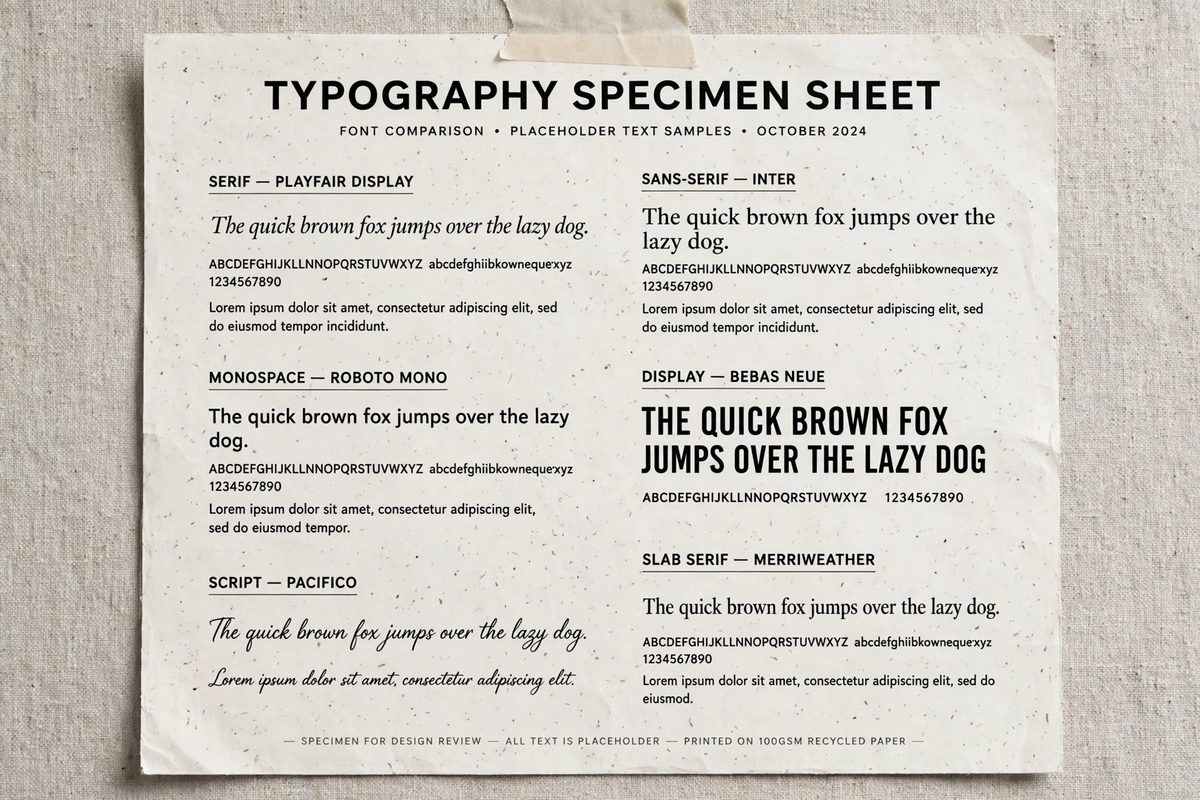 TYPOGRAPHY SPECIMEN SHEET
FONT COMPARISON • PLACEHOLDER TEXT SAMPLES • OCTOBER 2024
SERIF — PLAYFAIR DISPLAY
The quick brown fox jumps over the lazy dog.
ABCDEFGHIJKLLNNOPQRSTUVWXYZ abcdefghiibkownequexyz
1234567890
Lorem ipsum dolor sit amet, consectetur adipiscing elit, sed
do eiusmod tempor incididunt.
MONOSPACE — ROBOTO MONO
The quick brown fox jumps over the lazy
dog.
ABCDEFGHIJKLLNNOPQRSTUVWXYZ abcdefghiibkownequexyz
1234567890
Lorem ipsum dolor sit amet, consectetur adipiscing elit,
sed do eiusmod tempor.
SCRIPT — PACIFICO
The quick brown fox jumps over the lazy dog.
Lorem ipsum dolor sit amet, consectetur adipiscing elit.
SANS-SERIF — INTER
The quick brown fox jumps over the
lazy dog.
ABCDEFGHIJKLLNNOPQRSTUVWXYZ abcdefghiibkownequexyz
1234567890
Lorem ipsum dolor sit amet, consectetur adipiscing elit, sed
do eiusmod tempor incididunt.
DISPLAY — BEBAS NEUE
THE QUICK BROWN FOX
JUMPS OVER THE LAZY DOG
ABCDEFGHIJKLLNNOPQRSTUVWXYZ 1234567890
SLAB SERIF — MERRIWEATHER
The quick brown fox jumps over the lazy dog.
ABCDEFGHIJKLLNNOPQRSTUVWXYZ abcdefghiibkownequexyz
1234567890
Lorem ipsum dolor sit amet, consectetur adipiscing elit, sed do
eiusmod.
— SPECIMEN FOR DESIGN REVIEW — ALL TEXT IS PLACEHOLDER — PRINTED ON 100GSM RECYCLED PAPER —